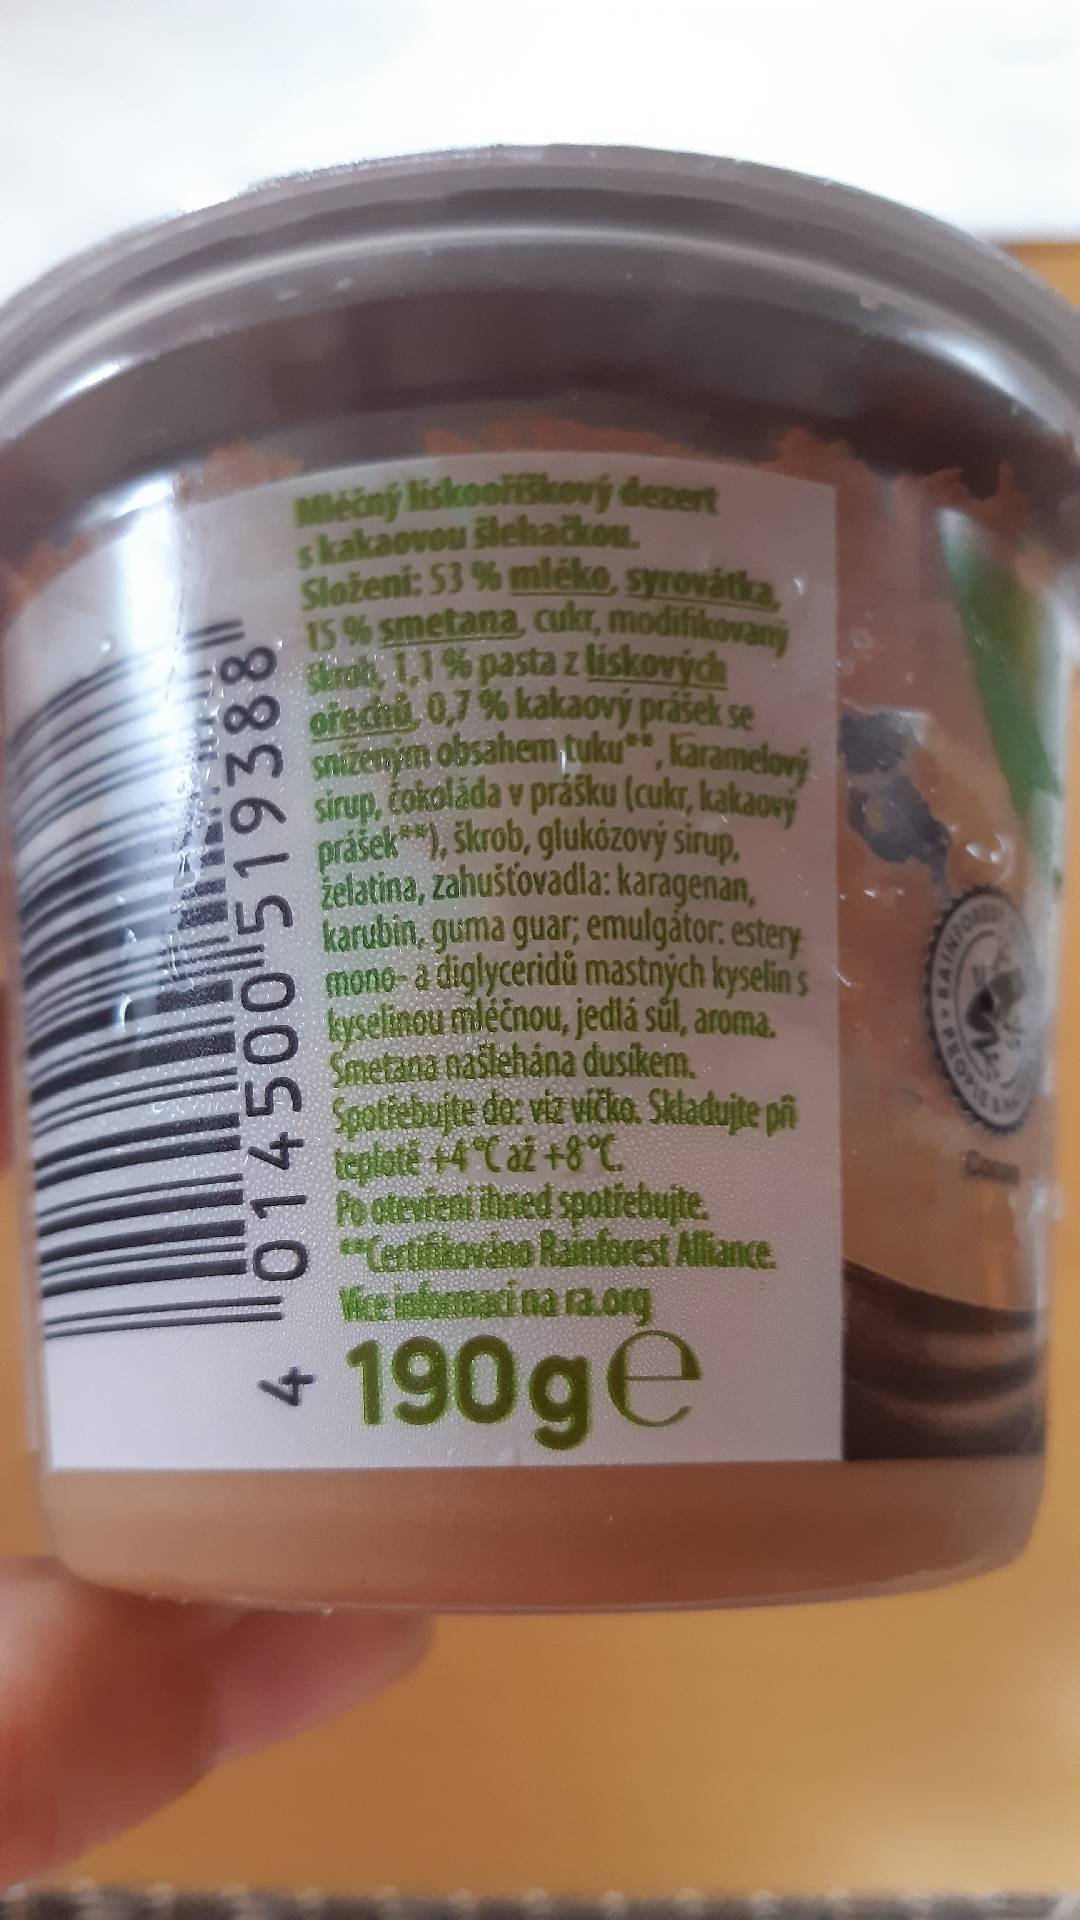 Mléčný lískooříškový dezert
s kakaovou šlehačkou.
Složení: 53 % mléko, syrovátka,
15 % smetana, cukr, modifikovaný
škrob, 1,1 % pasta z lískových
ořechů, 0,7 % kakaový prášek se
sníženým obsahem tuku**, karamelový
sirup, čokoláda v prášku (cukr, kakaový
prášek**), škrob, glukózový sirup,
želatina, zahušťovadla: karagenan,
karubin, guma guar; emulgátor: estery
mono- a diglyceridů mastných kyselin s
kyselinou mléčnou, jedlá sůl, aroma.
Smetana našlehána dusíkem.
Spotřebujte do: viz víčko. Skladujte při
teplotě +4 °C až +8 °C.
Po otevření ihned spotřebujte.
**Certifikováno Rainforest Alliance.
Více informací na ra.org
190 g e
4 014500 519388
RAINFOREST
PEOPLE &
Cocoa